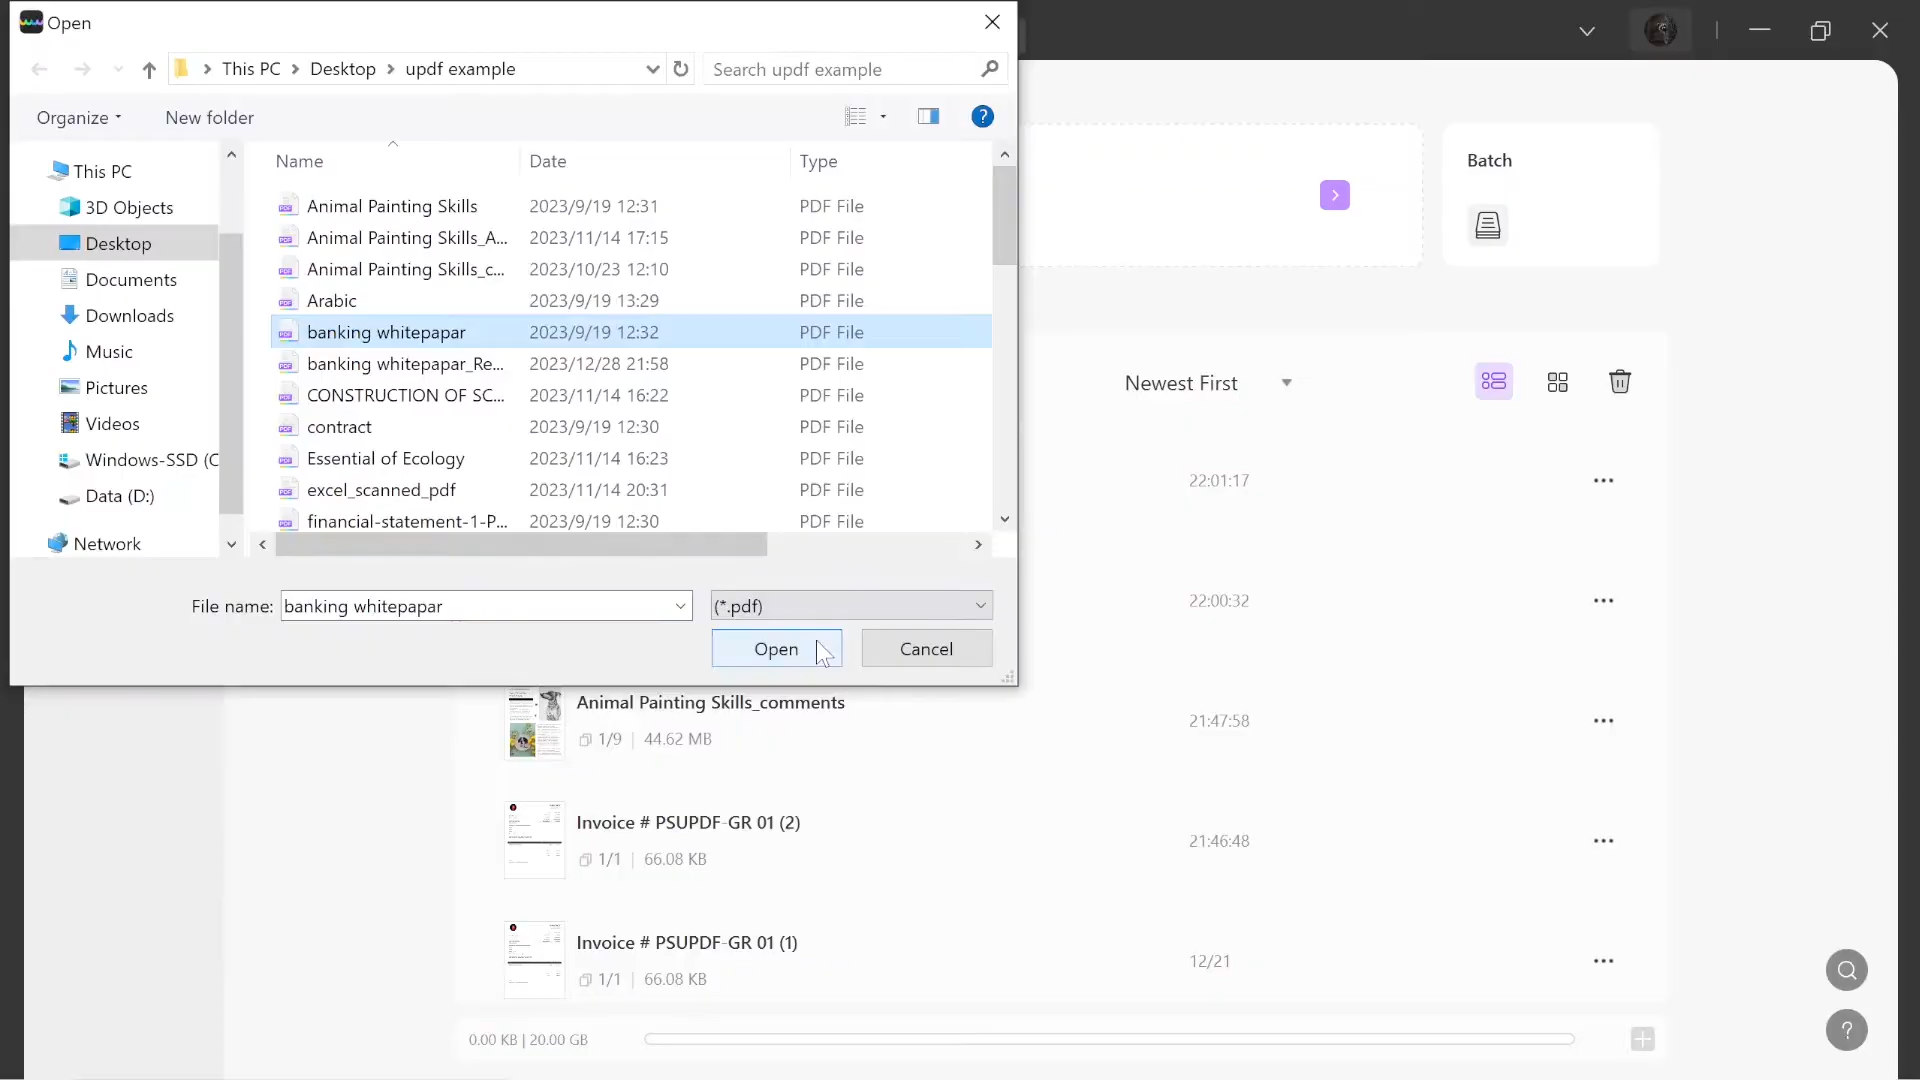 Open
This PC Desktop updf example
Search updf example
Organize
New folder
?
This PC
3D Objects
Desktop
Documents
Downloads
Music
Pictures
Videos
Windows-SSD (C
Data (D:)
Network
Name Date Type
Animal Painting Skills 2023/9/19 12:31 PDF File
Animal Painting Skills_A... 2023/11/14 17:15 PDF File
Animal Painting Skills_c... 2023/10/23 12:10 PDF File
Arabic 2023/9/19 13:29 PDF File
banking whitepapar 2023/9/19 12:32 PDF File
banking whitepapar_Re... 2023/12/28 21:58 PDF File
CONSTRUCTION OF SC... 2023/11/14 16:22 PDF File
contract 2023/9/19 12:30 PDF File
Essential of Ecology 2023/11/14 16:23 PDF File
excel_scanned_pdf 2023/11/14 20:31 PDF File
financial-statement-1-P... 2023/9/19 12:30 PDF File
File name: banking whitepapar (*.pdf)
Open Cancel
Batch
Newest First
22:01:17
22:00:32
Animal Painting Skills_comments
1/9 | 44.62 MB
21:47:58
Invoice # PSUPDF-GR 01 (2)
1/1 | 66.08 KB
21:46:48
Invoice # PSUPDF-GR 01 (1)
1/1 | 66.08 KB
12/21
0.00 KB | 20.00 GB
?